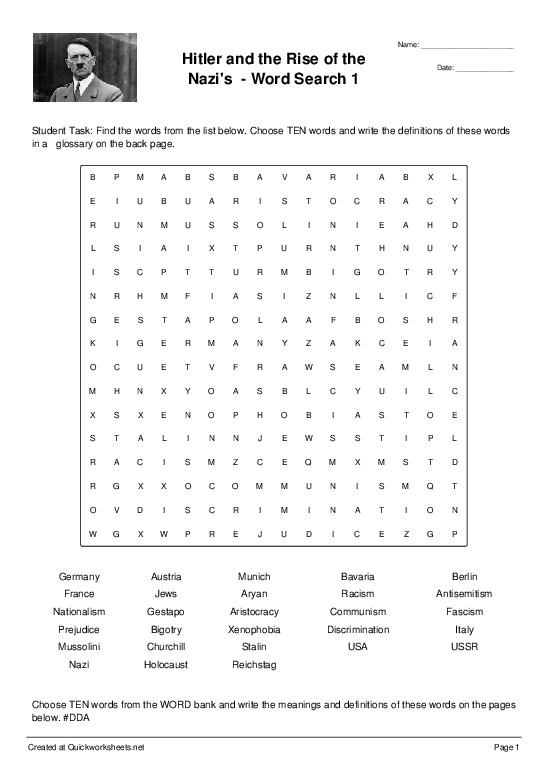 Name: ______________________
Hitler and the Rise of the
Nazi's - Word Search 1
Date: ______________
Student Task: Find the words from the list below. Choose TEN words and write the definitions of these words
in a glossary on the back page.
B P M A B S B A V A R I A B X L
E I U B U A R I S T O C R A C Y
R U N M U S S O L I N I E A H D
L S I A I X T P U R N T H N U Y
I S C P T T U R M B I G O T R Y
N R H M F I A S I Z N L L I C F
G E S T A P O L A A F B O S H R
K I G E R M A N Y Z A K C E I A
O C U E T V F R A W S E A M L N
M H N X Y O A S B L C Y U I L C
X S X E N O P H O B I A S T O E
S T A L I N N J E W S S T I P L
R A C I S M Z C E Q M X M S T D
R G X X O C O M M U N I S M Q T
O V D I S C R I M I N A T I O N
W G X W P R E J U D I C E Z G P
Germany Austria Munich Bavaria Berlin
France Jews Aryan Racism Antisemitism
Nationalism Gestapo Aristocracy Communism Fascism
Prejudice Bigotry Xenophobia Discrimination Italy
Mussolini Churchill Stalin USA USSR
Nazi Holocaust Reichstag
Choose TEN words from the WORD bank and write the meanings and definitions of these words on the pages
below. #DDA
Created at Quickworksheets.net Page 1